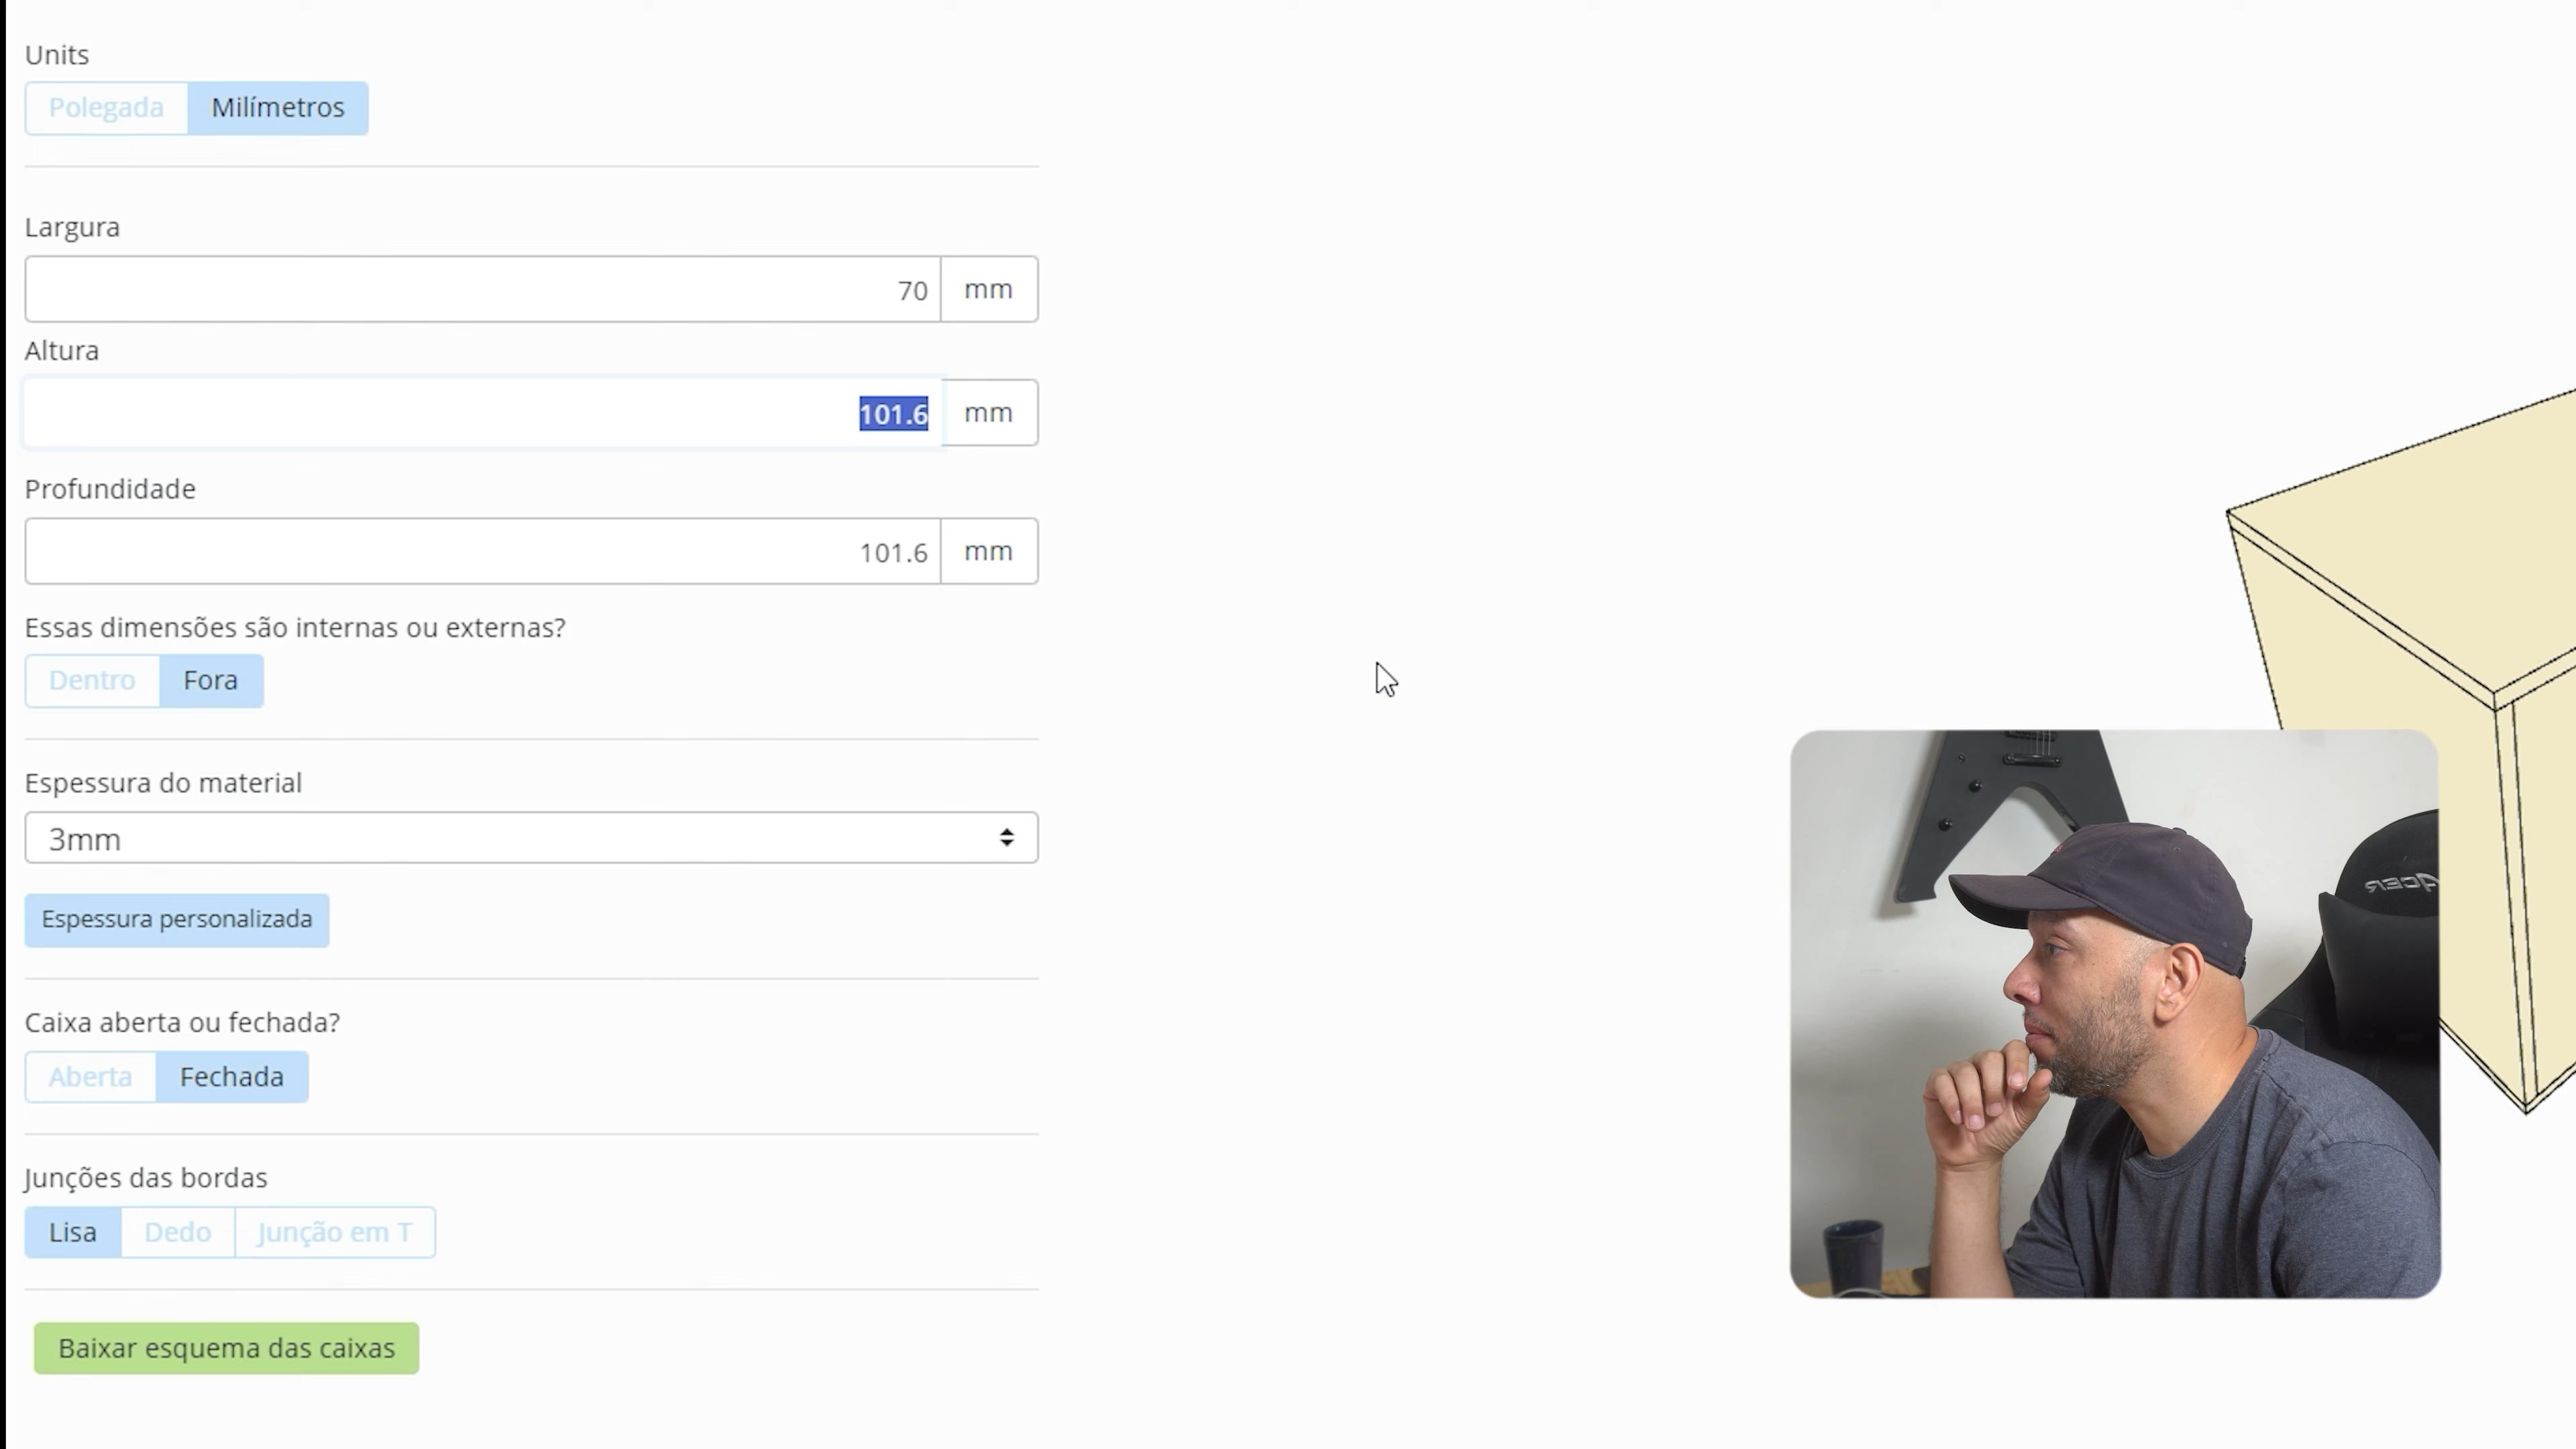 Units
Polegada Milímetros
Largura
70 mm
Altura
101.6 mm
Profundidade
101.6 mm
Essas dimensões são internas ou externas?
Dentro Fora
Espessura do material
3mm
Espessura personalizada
Caixa aberta ou fechada?
Aberta Fechada
Junções das bordas
Lisa Dedo Junção em T
Baixar esquema das caixas